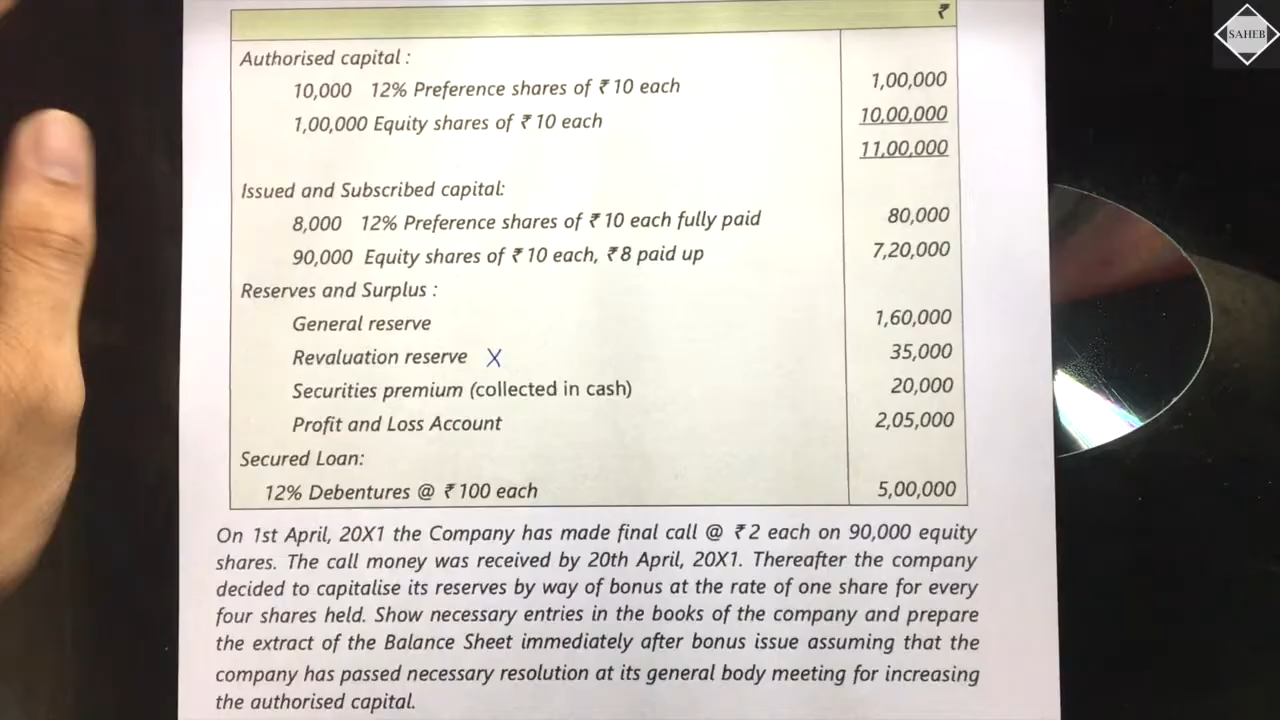 ₹
SAHEB
Authorised capital :
10,000 12% Preference shares of ₹ 10 each 1,00,000
1,00,000 Equity shares of ₹ 10 each 10,00,000
11,00,000
Issued and Subscribed capital:
8,000 12% Preference shares of ₹ 10 each fully paid 80,000
90,000 Equity shares of ₹ 10 each, ₹ 8 paid up 7,20,000
Reserves and Surplus :
General reserve 1,60,000
Revaluation reserve X 35,000
Securities premium (collected in cash) 20,000
Profit and Loss Account 2,05,000
Secured Loan:
12% Debentures @ ₹ 100 each 5,00,000
On 1st April, 20X1 the Company has made final call @ ₹ 2 each on 90,000 equity
shares. The call money was received by 20th April, 20X1. Thereafter the company
decided to capitalise its reserves by way of bonus at the rate of one share for every
four shares held. Show necessary entries in the books of the company and prepare
the extract of the Balance Sheet immediately after bonus issue assuming that the
company has passed necessary resolution at its general body meeting for increasing
the authorised capital.